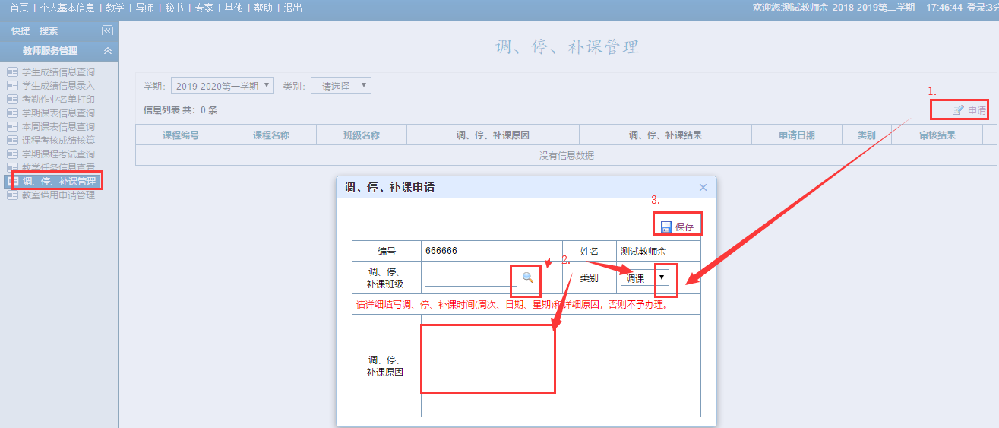 首页 | 个人基本信息 | 教学 | 导师 | 秘书 | 专家 | 其他 | 帮助 | 退出
欢迎您:测试教师余 2018-2019第二学期 17:46:44 登录:3分
快捷 搜索
教师服务管理
学生成绩信息查询
学生成绩信息录入
考勤作业名单打印
学期课表信息查询
本周课表信息查询
课程考核成绩核算
学期课程考试查询
教学任务信息查看
调、停、补课管理
教室借用申请管理
调、停、补课管理
学期: 2019-2020第一学期 类别: --请选择--
1.
信息列表 共: 0 条 申请
课程编号 课程名称 班级名称 调、停、补课原因 调、停、补课结果 申请日期 类别 审核结果
没有信息数据
调、停、补课申请
3.
保存
编号 666666 姓名 测试教师余
2.
调、停、
补课班级
类别 调课
请详细填写调、停、补课时间(周次、日期、星期)和详细原因，否则不予办理。
调、停、
补课原因